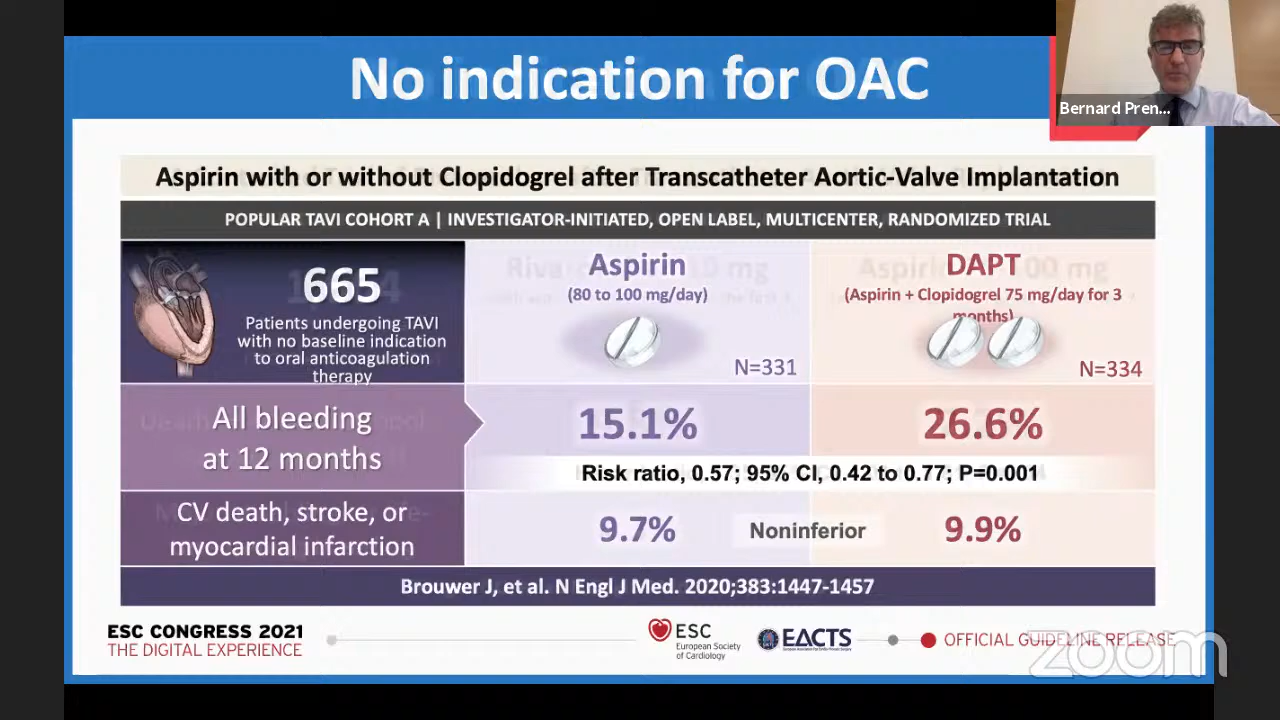 No indication for OAC
Bernard Pren...
Aspirin with or without Clopidogrel after Transcatheter Aortic-Valve Implantation
POPULAR TAVI COHORT A | INVESTIGATOR-INITIATED, OPEN LABEL, MULTICENTER, RANDOMIZED TRIAL
665
Patients undergoing TAVI
with no baseline indication
to oral anticoagulation
therapy
Aspirin
(80 to 100 mg/day)
N=331
DAPT
(Aspirin + Clopidogrel 75 mg/day for 3
months)
N=334
All bleeding
at 12 months
15.1%
26.6%
Risk ratio, 0.57; 95% CI, 0.42 to 0.77; P=0.001
CV death, stroke, or
myocardial infarction
9.7%
Noninferior
9.9%
Brouwer J, et al. N Engl J Med. 2020;383:1447-1457
ESC CONGRESS 2021
THE DIGITAL EXPERIENCE
ESC
European Society
of Cardiology
EACTS
OFFICIAL GUIDELINE RELEASE
zoom